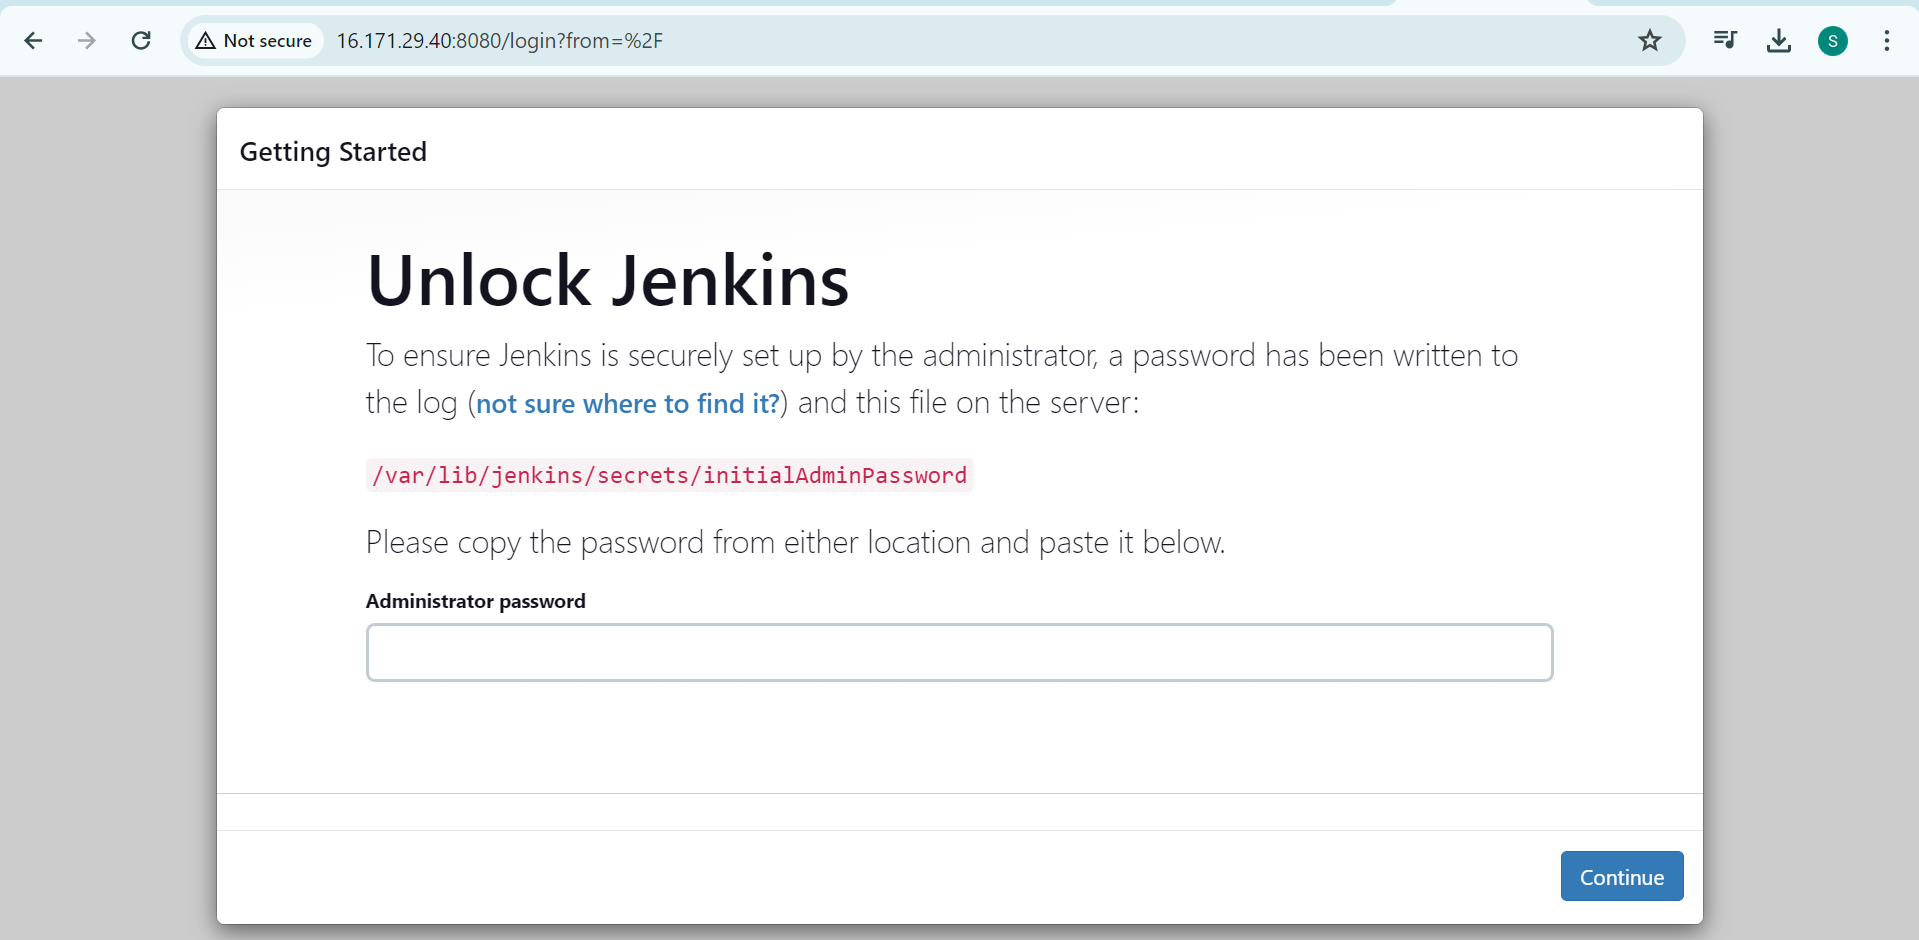 Not secure 16.171.29.40:8080/login?from=%2F
S
Getting Started
Unlock Jenkins
To ensure Jenkins is securely set up by the administrator, a password has been written to
the log (not sure where to find it?) and this file on the server:
/var/lib/jenkins/secrets/initialAdminPassword
Please copy the password from either location and paste it below.
Administrator password
Continue